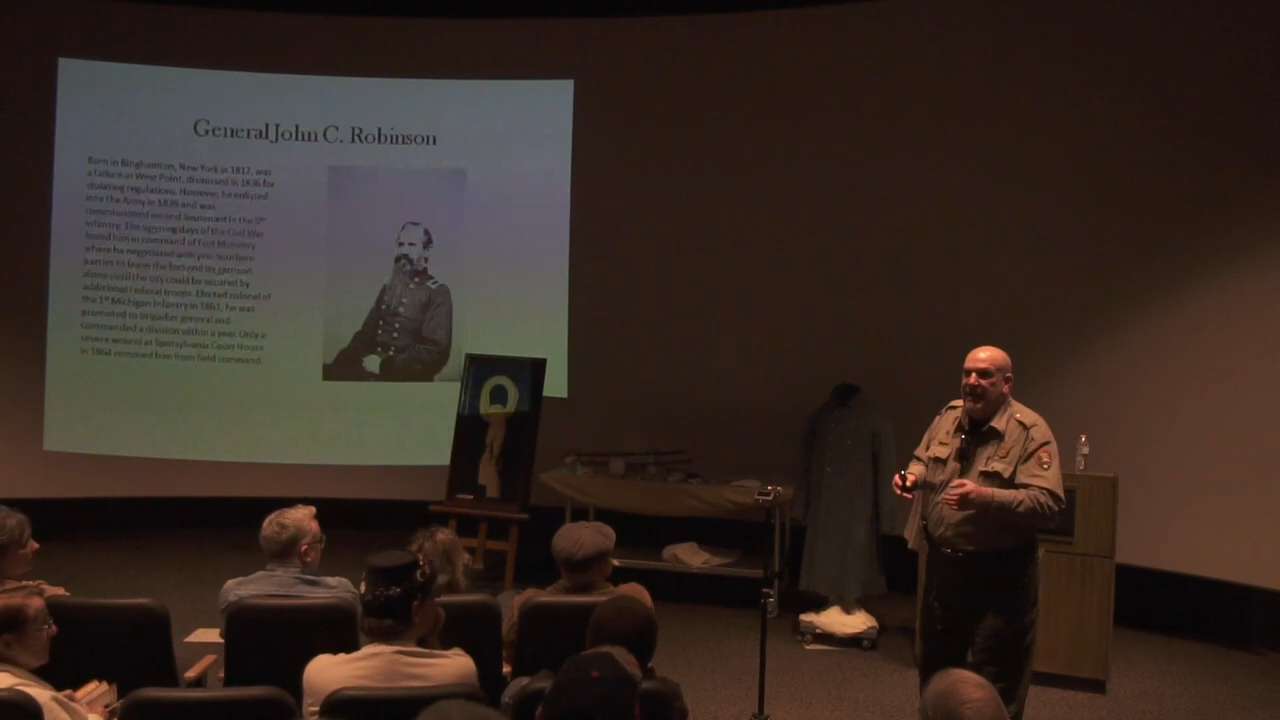 General John C. Robinson
Born in Binghamton, New York in 1817, was
a failure at West Point, dismissed in 1836 for
violating regulations. However, he enlisted
into the Army in 1839 and was
commissioned second lieutenant in the 5th
Infantry. The opening days of the Civil War
found him in command of Fort McHenry
where he negotiated with pro-southern
parties to leave the fort and its garrison
alone until the city could be secured by
additional Federal troops. Elected colonel of
the 1st Michigan Infantry in 1861, he was
promoted to brigadier general and
commanded a division within a year. Only a
severe wound at Spotsylvania Court House
in 1864 removed him from field command.